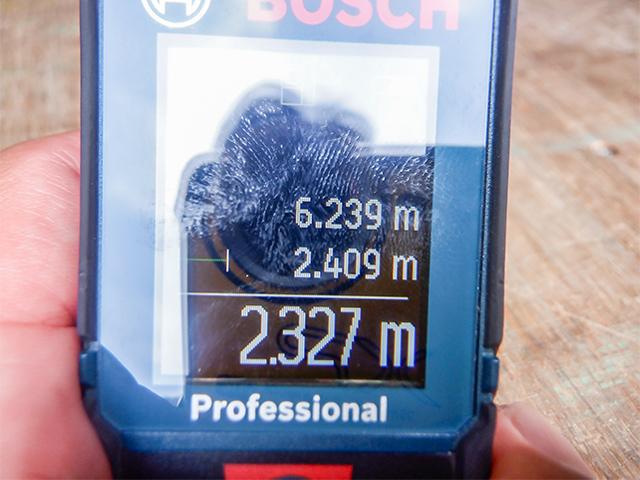 BOSCH
6.239 m
2.409 m
2.327 m
Professional